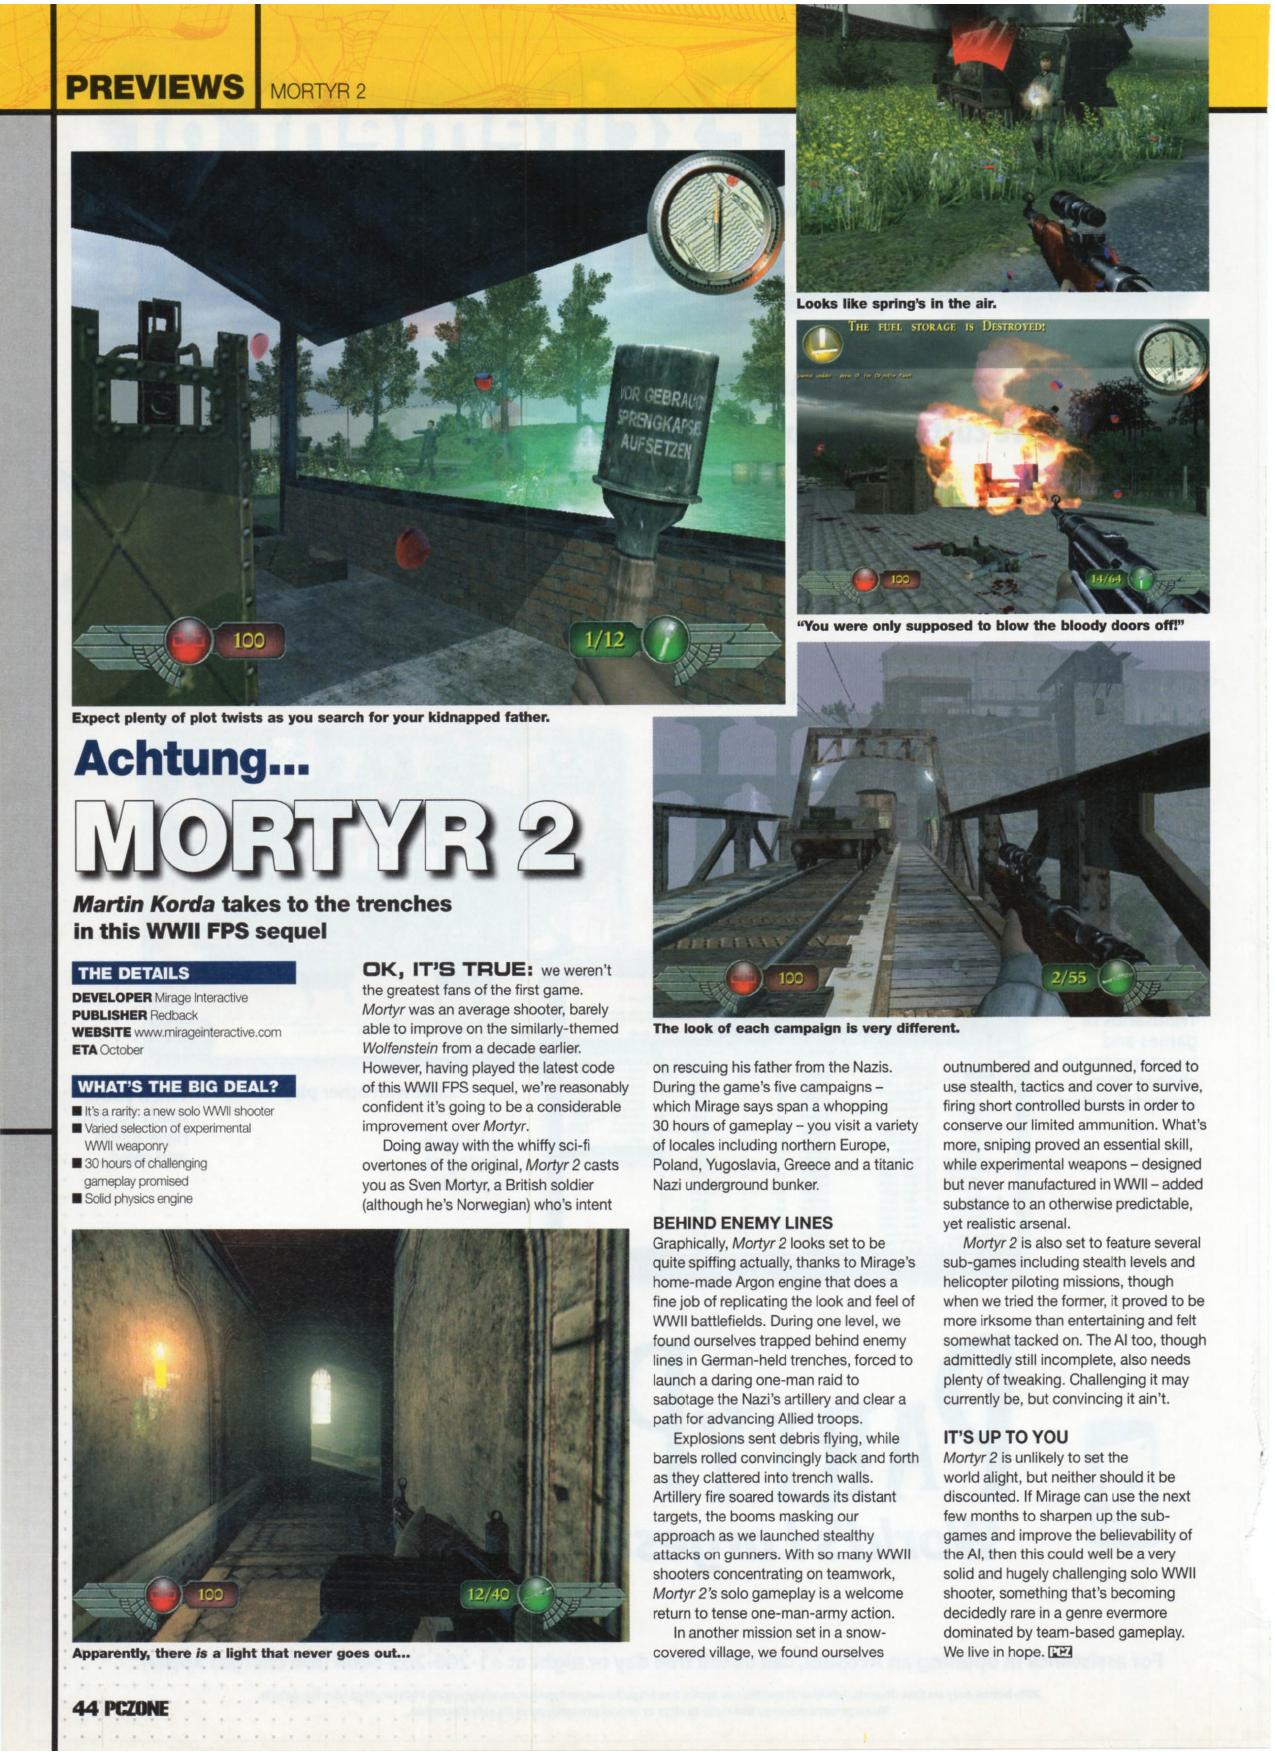 PREVIEWS
MORTYR 2
Looks like spring's in the air.
THE FUEL STORAGE IS DESTROYED!
14/64
100
"You were only supposed to blow the bloody doors off!"
VOR GEBRAUCH
SPRENGKAPSEL
AUFSETZEN
100
1/12
Expect plenty of plot twists as you search for your kidnapped father.
100
2/55
The look of each campaign is very different.
Achtung...
MORTYR 2
Martin Korda takes to the trenches
in this WWII FPS sequel
THE DETAILS
DEVELOPER Mirage Interactive
PUBLISHER Redback
WEBSITE www.mirageinteractive.com
ETA October
WHAT'S THE BIG DEAL?
■ It's a rarity: a new solo WWII shooter
■ Varied selection of experimental
WWII weaponry
■ 30 hours of challenging
gameplay promised
■ Solid physics engine
OK, IT'S TRUE: we weren't
the greatest fans of the first game.
Mortyr was an average shooter, barely
able to improve on the similarly-themed
Wolfenstein from a decade earlier.
However, having played the latest code
of this WWII FPS sequel, we're reasonably
confident it's going to be a considerable
improvement over Mortyr.
Doing away with the whiffy sci-fi
overtones of the original, Mortyr 2 casts
you as Sven Mortyr, a British soldier
(although he's Norwegian) who's intent
on rescuing his father from the Nazis.
During the game's five campaigns –
which Mirage says span a whopping
30 hours of gameplay – you visit a variety
of locales including northern Europe,
Poland, Yugoslavia, Greece and a titanic
Nazi underground bunker.
BEHIND ENEMY LINES
Graphically, Mortyr 2 looks set to be
quite spiffing actually, thanks to Mirage's
home-made Argon engine that does a
fine job of replicating the look and feel of
WWII battlefields. During one level, we
found ourselves trapped behind enemy
lines in German-held trenches, forced to
launch a daring one-man raid to
sabotage the Nazi's artillery and clear a
path for advancing Allied troops.
Explosions sent debris flying, while
barrels rolled convincingly back and forth
as they clattered into trench walls.
Artillery fire soared towards its distant
targets, the booms masking our
approach as we launched stealthy
attacks on gunners. With so many WWII
shooters concentrating on teamwork,
Mortyr 2's solo gameplay is a welcome
return to tense one-man-army action.
In another mission set in a snow-
covered village, we found ourselves
outnumbered and outgunned, forced to
use stealth, tactics and cover to survive,
firing short controlled bursts in order to
conserve our limited ammunition. What's
more, sniping proved an essential skill,
while experimental weapons – designed
but never manufactured in WWII – added
substance to an otherwise predictable,
yet realistic arsenal.
Mortyr 2 is also set to feature several
sub-games including stealth levels and
helicopter piloting missions, though
when we tried the former, it proved to be
more irksome than entertaining and felt
somewhat tacked on. The AI too, though
admittedly still incomplete, also needs
plenty of tweaking. Challenging it may
currently be, but convincing it ain't.
IT'S UP TO YOU
Mortyr 2 is unlikely to set the
world alight, but neither should it be
discounted. If Mirage can use the next
few months to sharpen up the sub-
games and improve the believability of
the AI, then this could well be a very
solid and hugely challenging solo WWII
shooter, something that's becoming
decidedly rare in a genre evermore
dominated by team-based gameplay.
We live in hope. PCZ
100
12/40
Apparently, there is a light that never goes out...
44 PCZONE